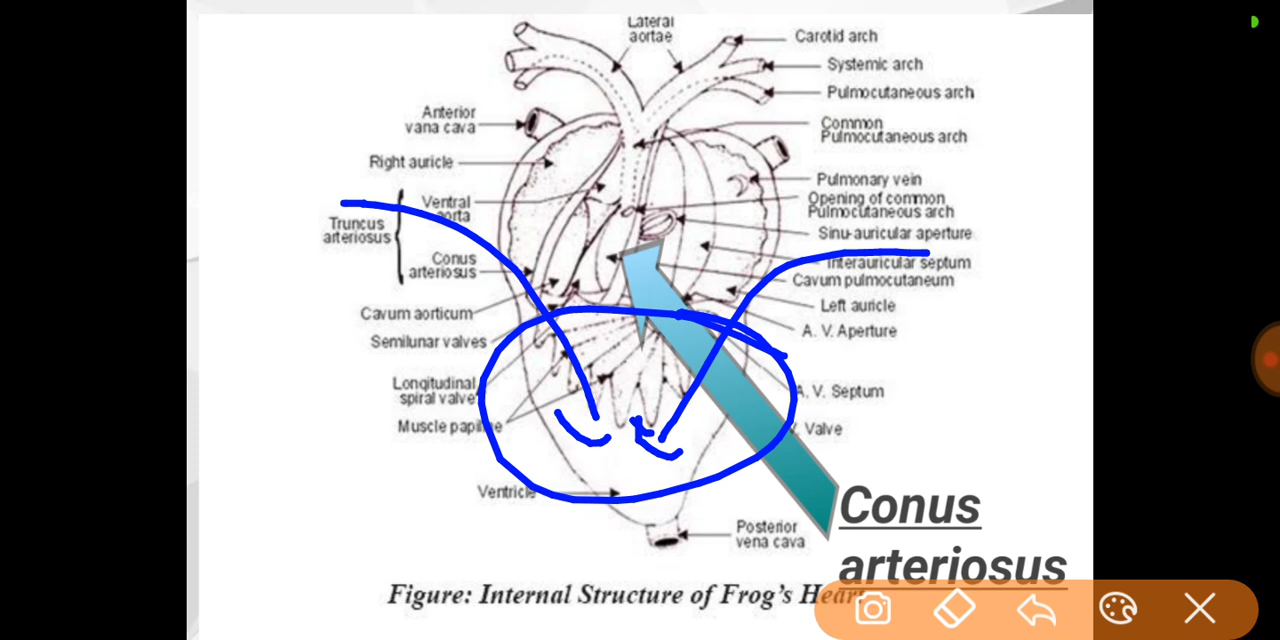 Lateral
aortae
Carotid arch
Systemic arch
Pulmocutaneous arch
Anterior
vana cava
Common
Pulmocutaneous arch
Right auricle
Pulmonary vein
Ventral
aorta
Opening of common
Pulmocutaneous arch
Truncus
arteriosus
Sinu-auricular aperture
Conus
arteriosus
Interauricular septum
Cavum pulmocutaneum
Cavum aorticum
Left auricle
Semilunar valves
A. V. Aperture
Longitudinal
spiral valve
A. V. Septum
Muscle papillae
Valve
Ventricle
Posterior
vena cava
Conus
arteriosus
Figure: Internal Structure of Frog's Heart